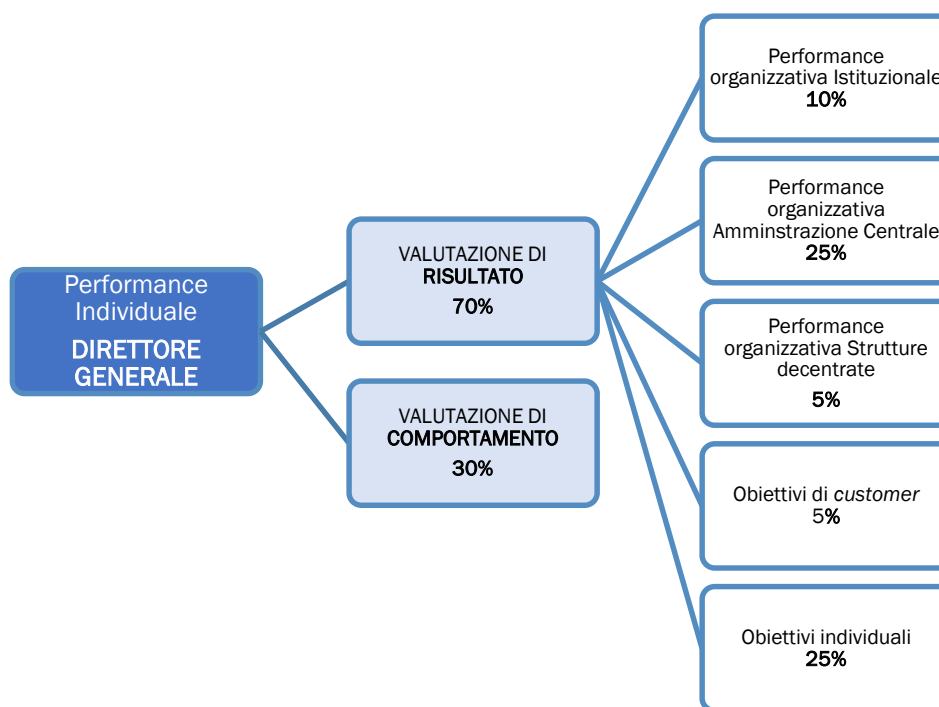 Performance
Individuale
DIRETTORE
GENERALE
VALUTAZIONE DI
RISULTATO
70%
VALUTAZIONE DI
COMPORTAMENTO
30%
Performance
organizzativa Istituzionale
10%
Performance
organizzativa
Amminstrazione Centrale
25%
Performance
organizzativa Strutture
decentrate
5%
Obiettivi di customer
5%
Obiettivi individuali
25%